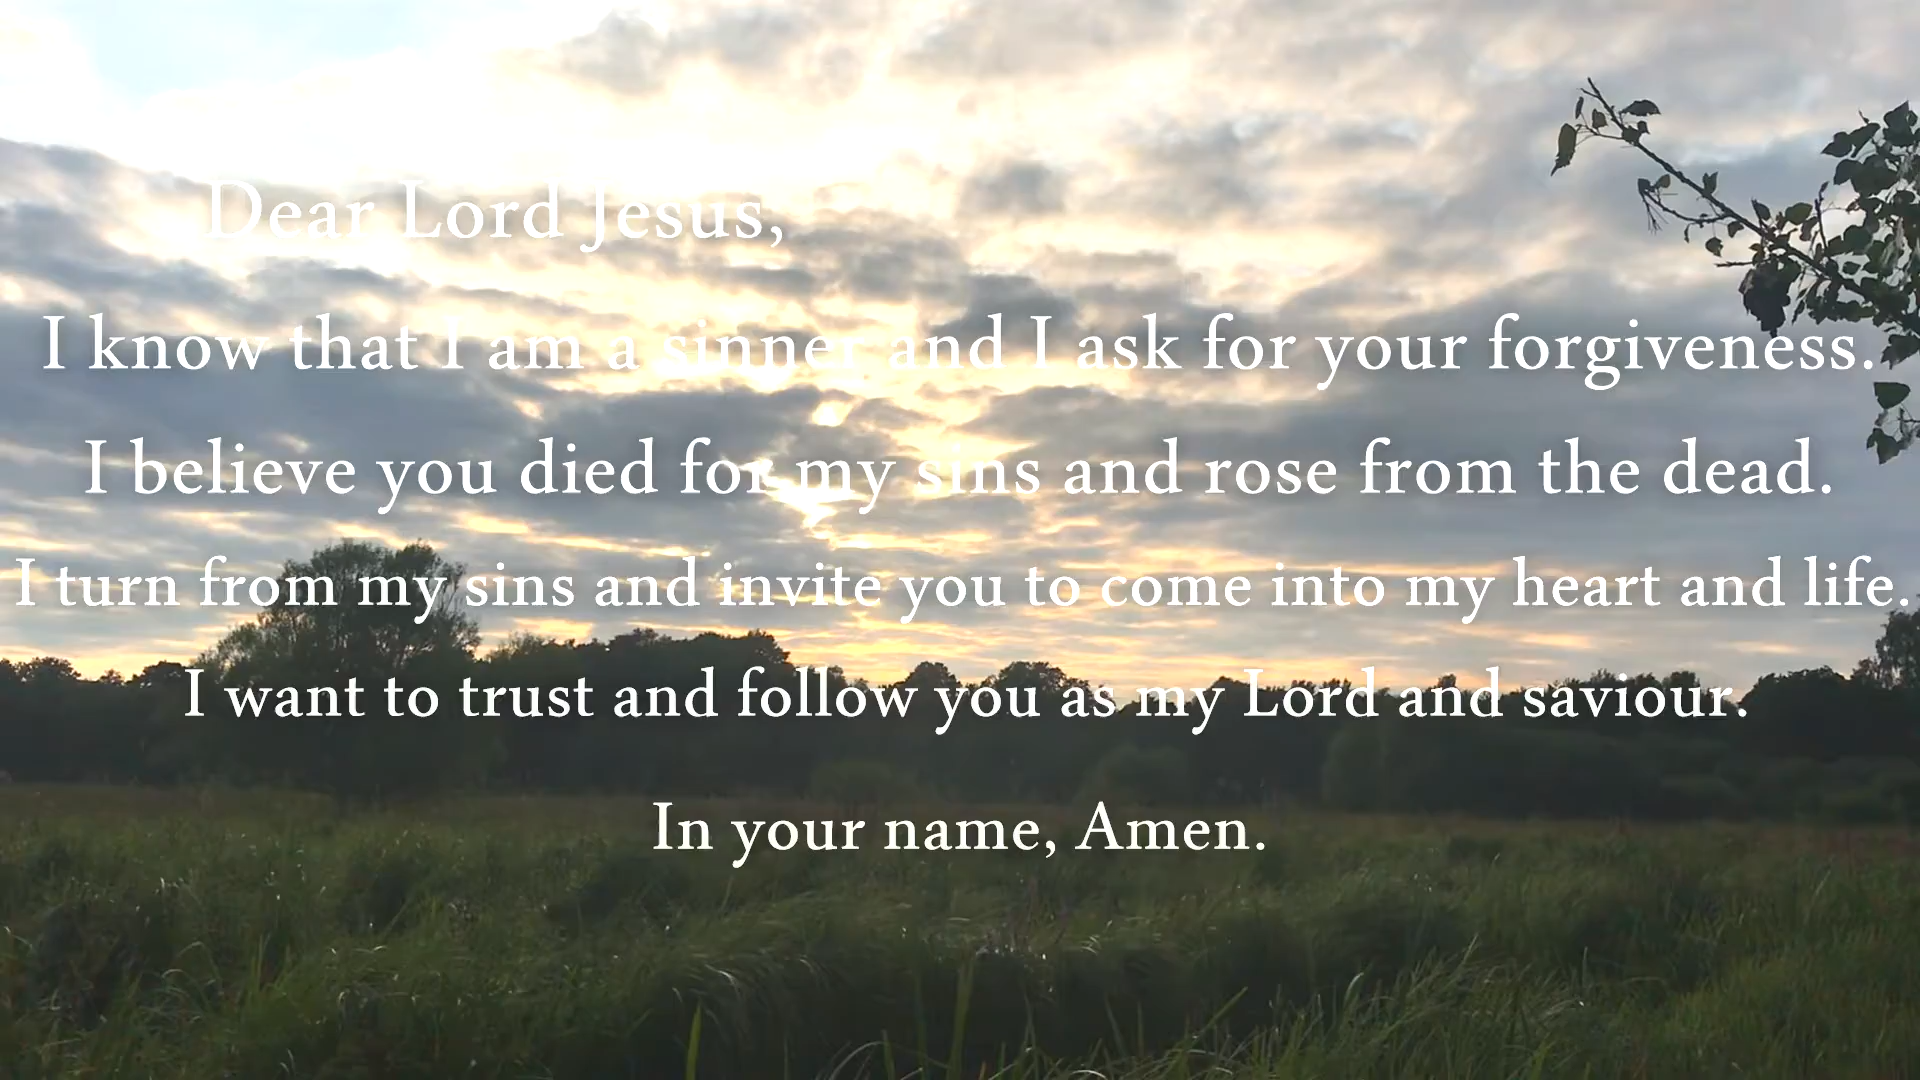 Dear Lord Jesus,
I know that I am a sinner and I ask for your forgiveness.
I believe you died for my sins and rose from the dead.
I turn from my sins and invite you to come into my heart and life.
I want to trust and follow you as my Lord and saviour.
In your name, Amen.